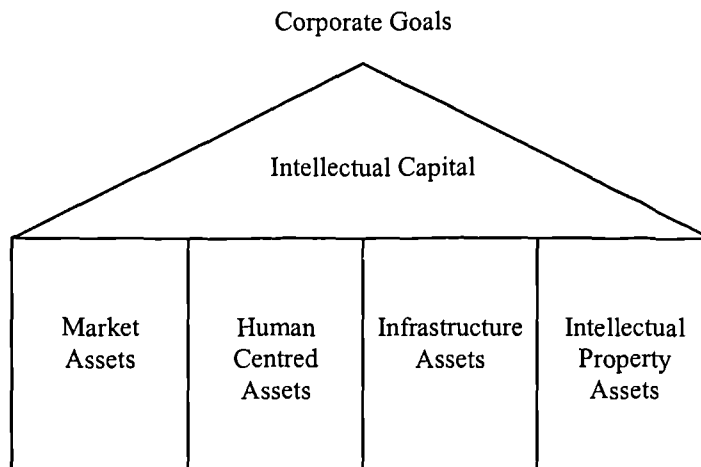 Corporate Goals
Intellectual Capital
Market
Assets
Human
Centred
Assets
Infrastructure
Assets
Intellectual
Property
Assets